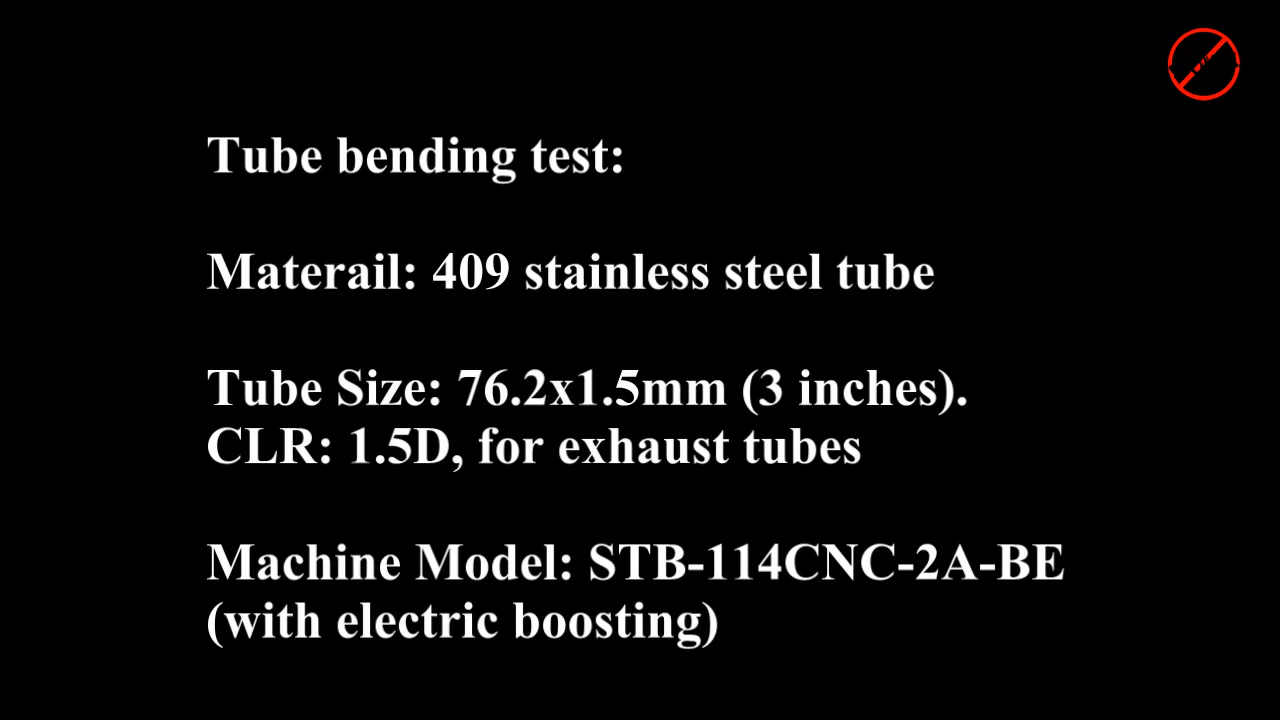 Tube bending test:
Materail: 409 stainless steel tube
Tube Size: 76.2x1.5mm (3 inches).
CLR: 1.5D, for exhaust tubes
Machine Model: STB-114CNC-2A-BE
(with electric boosting)